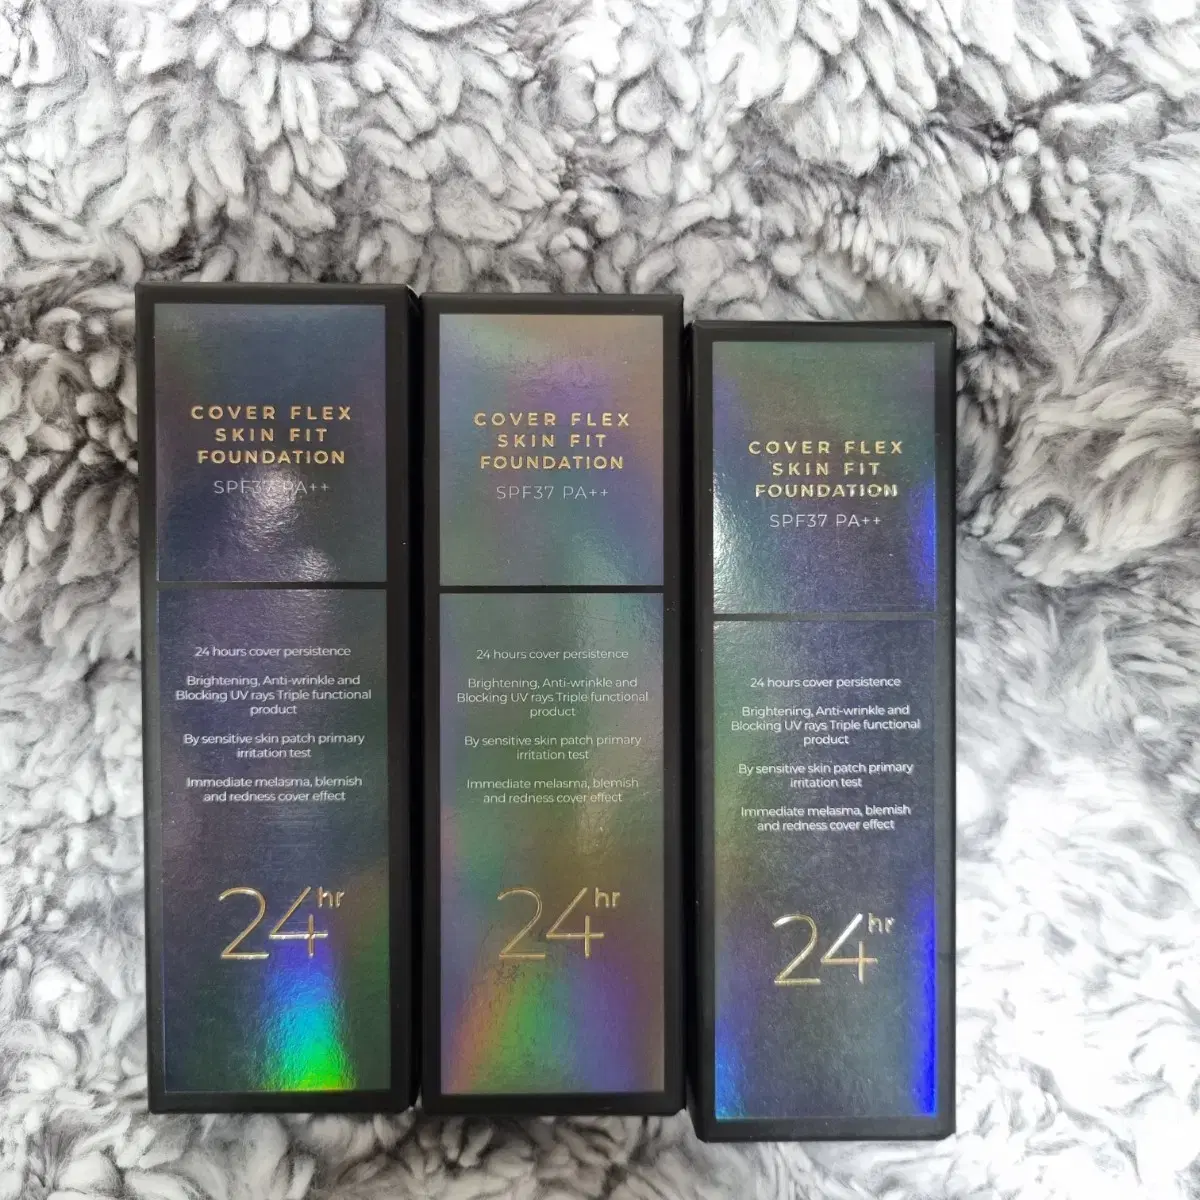 COVER FLEX
SKIN FIT
FOUNDATION
SPF37 PA++
24 hours cover persistence
Brightening, Anti-wrinkle and
Blocking UV rays Triple functional
product
By sensitive skin patch primary
irritation test
Immediate melasma, blemish
and redness cover effect
24hr
COVER FLEX
SKIN FIT
FOUNDATION
SPF37 PA++
24 hours cover persistence
Brightening, Anti-wrinkle and
Blocking UV rays Triple functional
product
By sensitive skin patch primary
irritation test
Immediate melasma, blemish
and redness cover effect
24hr
COVER FLEX
SKIN FIT
FOUNDATION
SPF37 PA++
24 hours cover persistence
Brightening, Anti-wrinkle and
Blocking UV rays Triple functional
product
By sensitive skin patch primary
irritation test
Immediate melasma, blemish
and redness cover effect
24hr